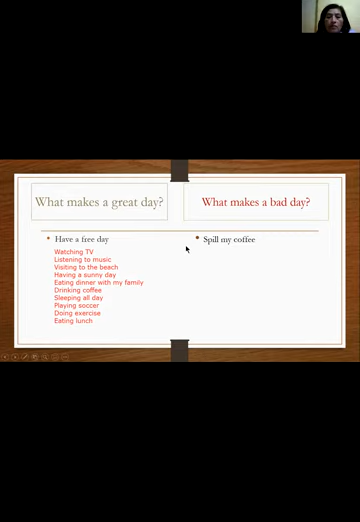 What makes a great day?
What makes a bad day?
Have a free day
Watching TV
Listening to music
Visiting to the beach
Having a sunny day
Eating dinner with my family
Drinking coffee
Sleeping all day
Playing soccer
Doing exercise
Eating lunch
Spill my coffee